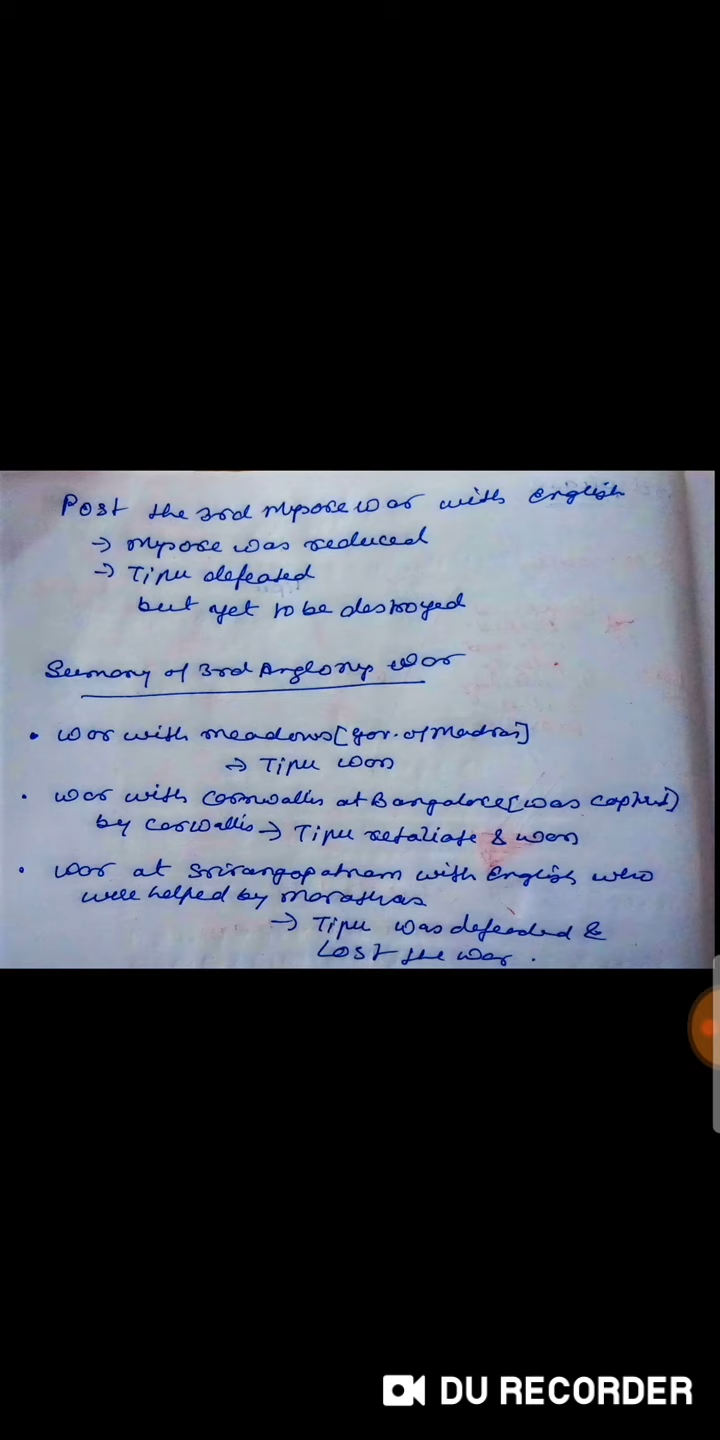 Post the 3rd Mysore War with English
→ Mysore was reduced
→ Tipu defeated
but yet to be destroyed
Summary of 3rd Anglo Mys War
• War with Meadows [Gov. of Madras]
→ Tipu won
• War with Cornwallis at Bangalore [was captured]
by Corwallis → Tipu retaliate & won
• War at Srirangapatnam with English who
were helped by Marathas
→ Tipu was defeated &
Lost the War .
DU RECORDER